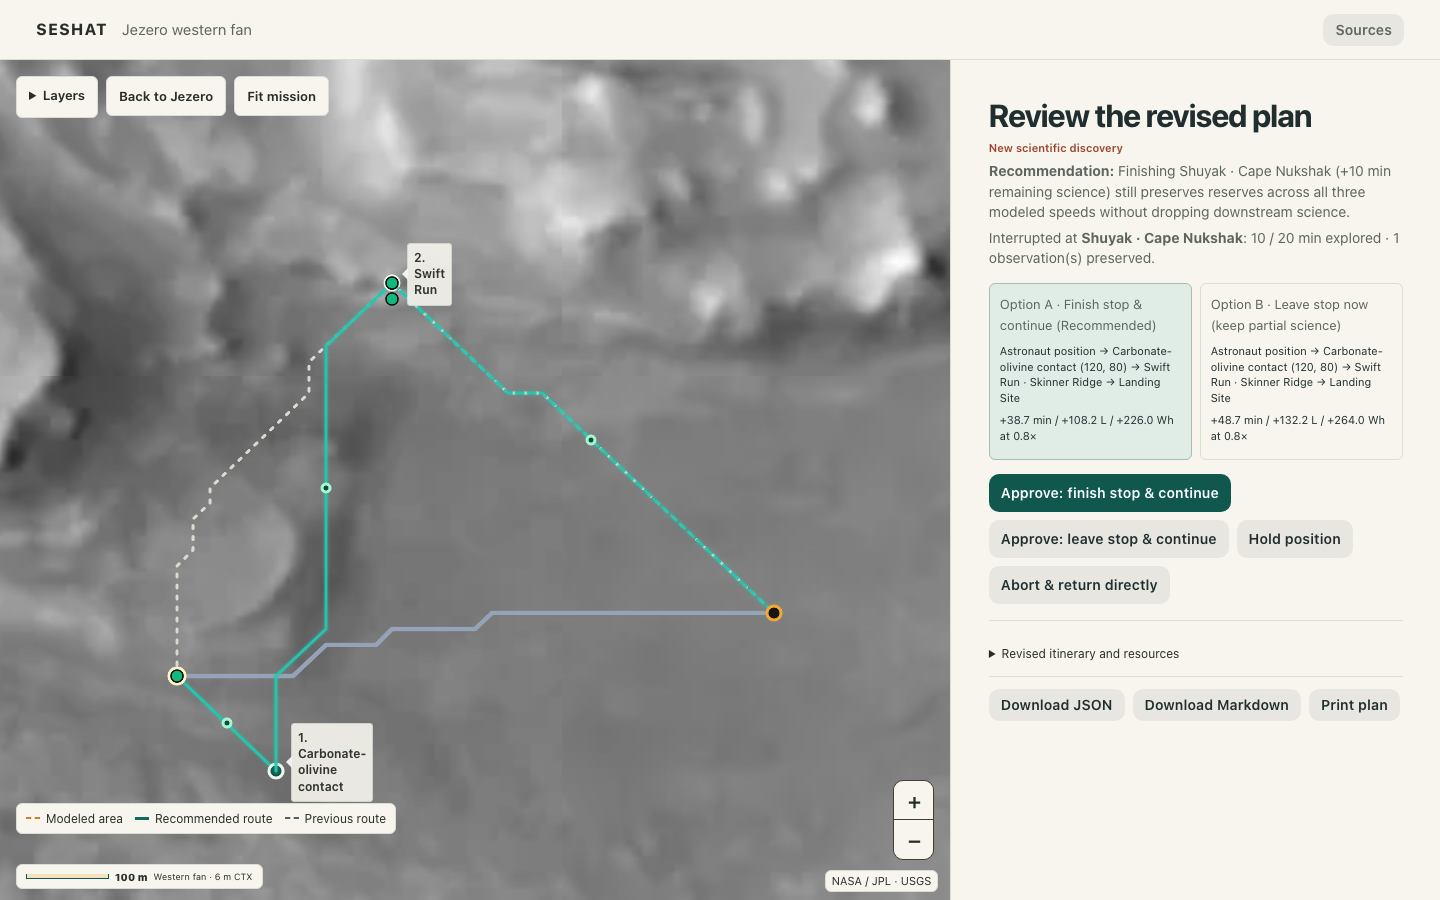 SESHAT Jezero western fan
Sources
Layers
Back to Jezero
Fit mission
2.
Swift
Run
1.
Carbonate-
olivine
contact
Modeled area
Recommended route
Previous route
100 m Western fan · 6 m CTX
+
−
NASA / JPL · USGS
Review the revised plan
New scientific discovery
Recommendation: Finishing Shuyak · Cape Nukshak (+10 min
remaining science) still preserves reserves across all three
modeled speeds without dropping downstream science.
Interrupted at Shuyak · Cape Nukshak: 10 / 20 min explored · 1
observation(s) preserved.
Option A · Finish stop &
continue (Recommended)
Astronaut position → Carbonate-
olivine contact (120, 80) → Swift
Run · Skinner Ridge → Landing
Site
+38.7 min / +108.2 L / +226.0 Wh
at 0.8×
Option B · Leave stop now
(keep partial science)
Astronaut position → Carbonate-
olivine contact (120, 80) → Swift
Run · Skinner Ridge → Landing
Site
+48.7 min / +132.2 L / +264.0 Wh
at 0.8×
Approve: finish stop & continue
Approve: leave stop & continue
Hold position
Abort & return directly
Revised itinerary and resources
Download JSON
Download Markdown
Print plan